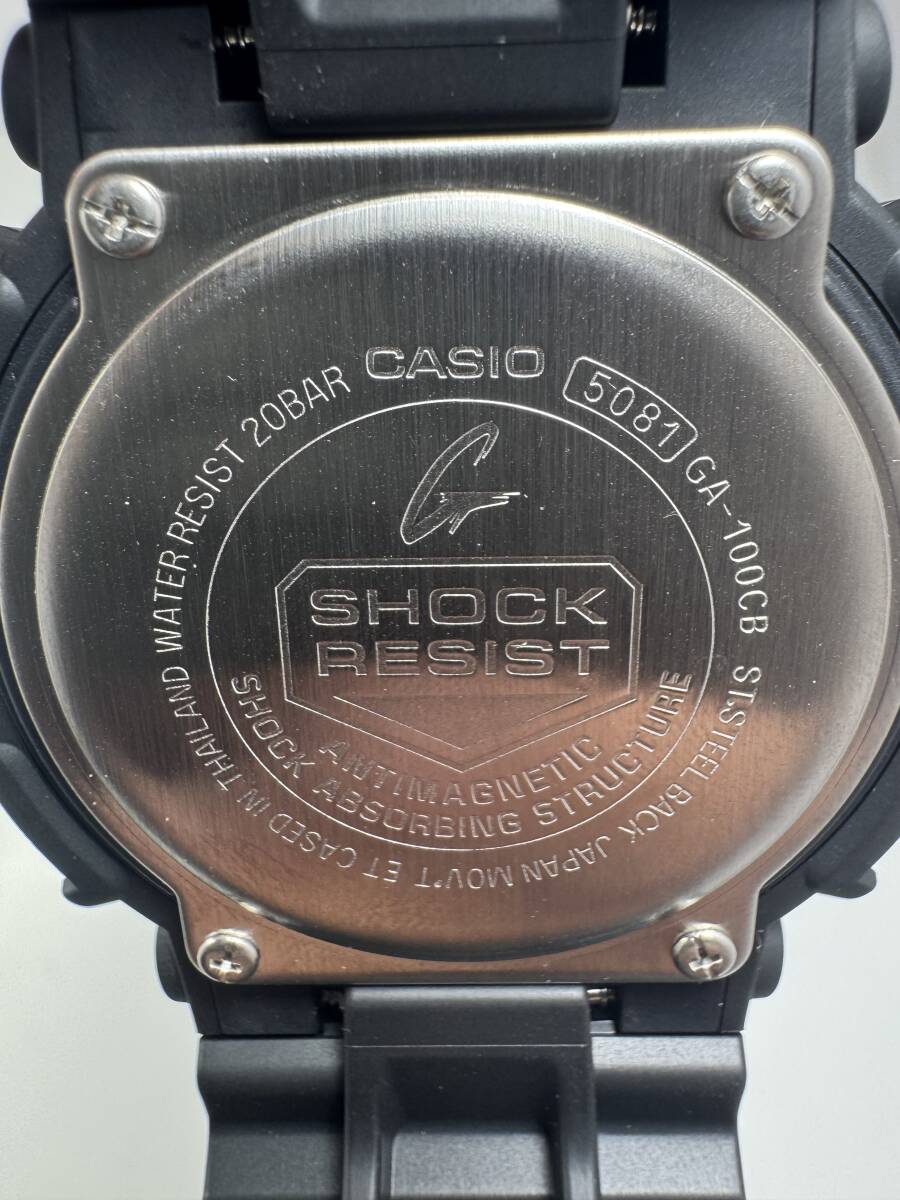 CASIO
5081 GA-100CB ST.STEEL BACK JAPAN MOV'T ET CASED IN THAILAND WATER RESIST 20BAR
G
SHOCK
RESIST
ANTIMAGNETIC
SHOCK ABSORBING STRUCTURE